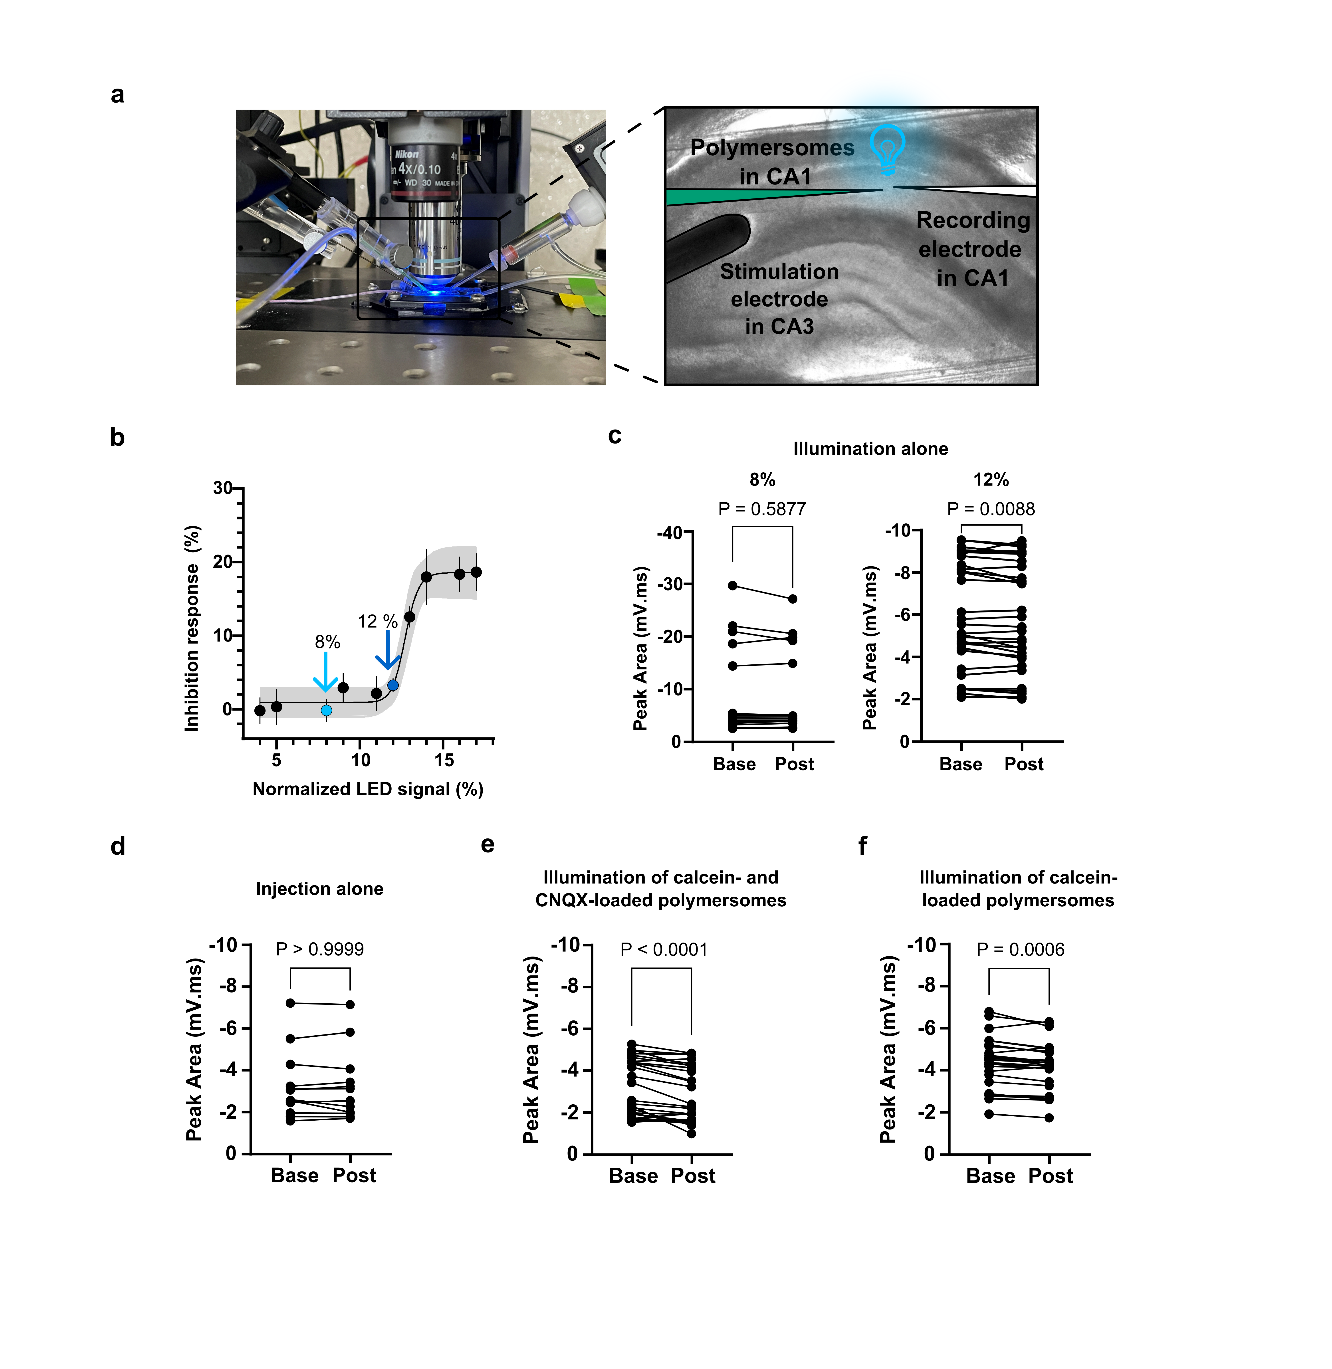 a
Nikon
4x/0.10
WD 30
Polymersomes
in CA1
Recording
electrode
in CA1
Stimulation
electrode
in CA3
b
Inhibition response (%)
30
20
10
0
8%
12 %
5
10
15
Normalized LED signal (%)
c
Illumination alone
8%
P = 0.5877
Peak Area (mV.ms)
-40
-30
-20
-10
0
Base Post
12%
P = 0.0088
Peak Area (mV.ms)
-10
-8
-6
-4
-2
0
Base Post
d
Injection alone
P > 0.9999
Peak Area (mV.ms)
-10
-8
-6
-4
-2
0
Base Post
e
Illumination of calcein- and
CNQX-loaded polymersomes
P < 0.0001
Peak Area (mV.ms)
-10
-8
-6
-4
-2
0
Base Post
f
Illumination of calcein-
loaded polymersomes
P = 0.0006
Peak Area (mV.ms)
-10
-8
-6
-4
-2
0
Base Post